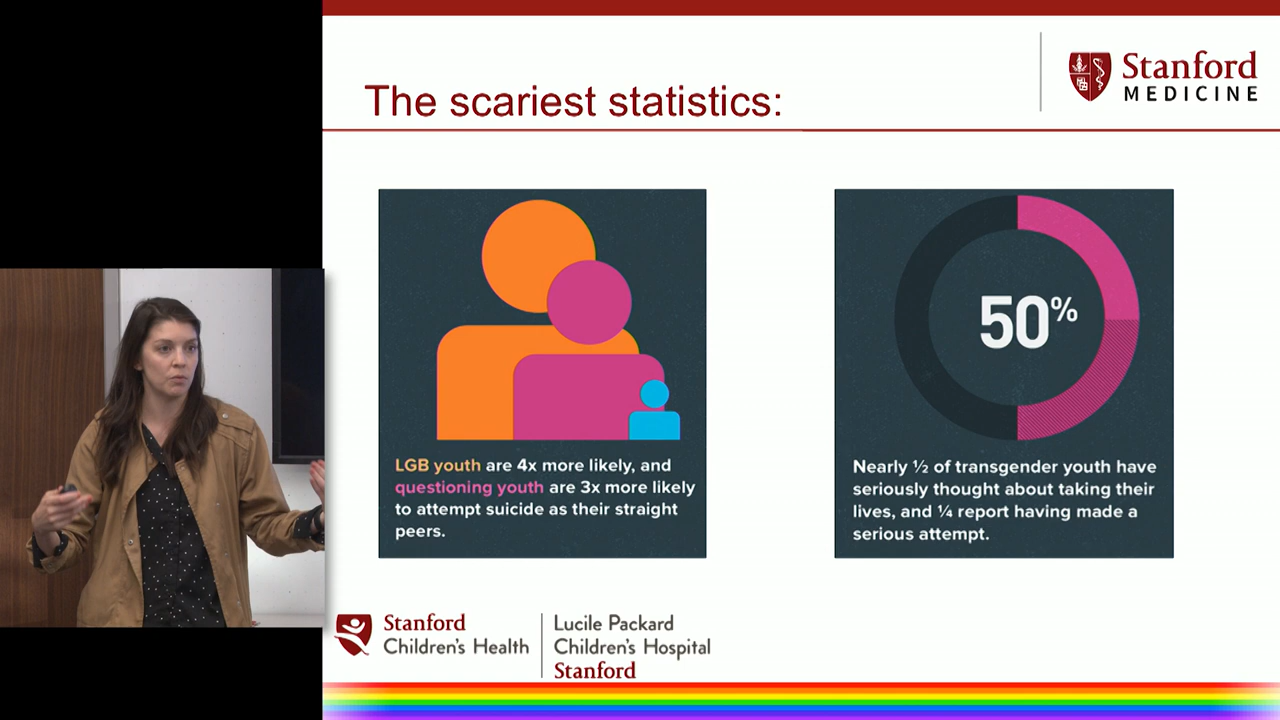 The scariest statistics:
Stanford
MEDICINE
LGB youth are 4x more likely, and
questioning youth are 3x more likely
to attempt suicide as their straight
peers.
50%
Nearly ½ of transgender youth have
seriously thought about taking their
lives, and ¼ report having made a
serious attempt.
Stanford
Children's Health
Lucile Packard
Children's Hospital
Stanford